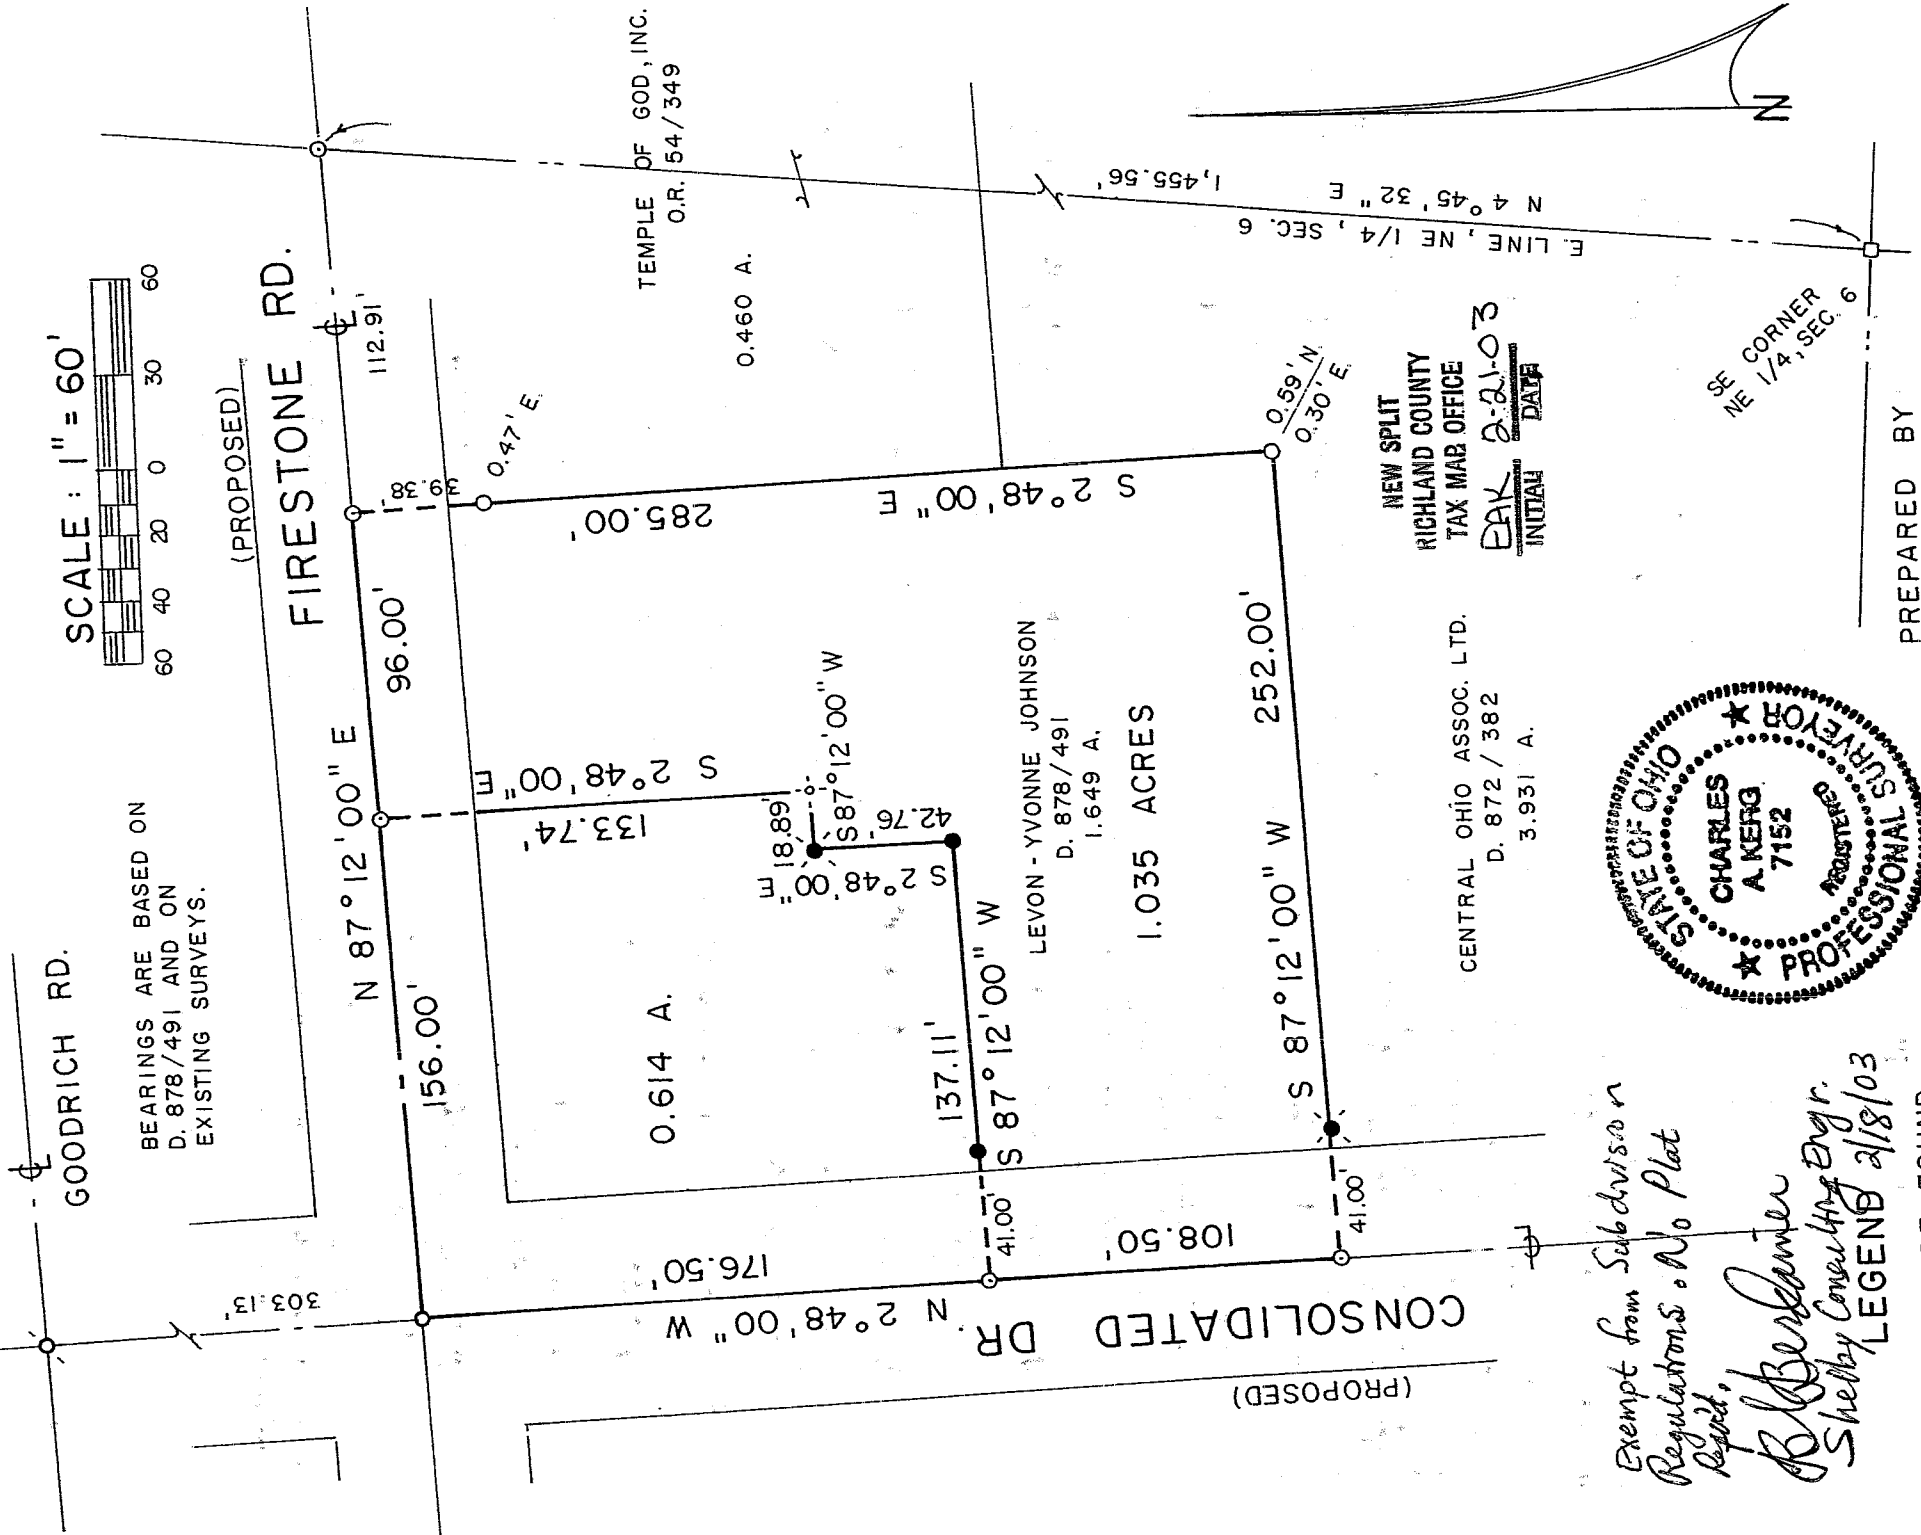 SCALE : 1" = 60'
60 40 20 0 30 60
GOODRICH RD.
BEARINGS ARE BASED ON
D. 878/491 AND ON
EXISTING SURVEYS.
(PROPOSED)
FIRESTONE RD.
303.13'
N 87°12'00" E
156.00'
96.00'
112.91'
39.38'
0.47' E.
TEMPLE OF GOD, INC.
O.R. 54/349
0.460 A.
285.00'
S 2°48'00" E
133.74'
S 2°48'00" E
18.89'
S 87°12'00" W
42.76'
S 2°48'00" E
0.614 A.
137.11'
S 87°12'00" W
41.00'
176.50'
N 2°48'00" W
108.50'
41.00'
CONSOLIDATED DR.
(PROPOSED)
LEVON - YVONNE JOHNSON
D. 878/491
1.649 A.
1.035 ACRES
252.00'
S 87°12'00" W
0.59' N.
0.30' E.
1,455.56'
N 4°45'32" E
E. LINE, NE 1/4, SEC. 6
N
SE CORNER
NE 1/4, SEC. 6
NEW SPLIT
RICHLAND COUNTY
TAX MAP OFFICE
EAK 2-21-03
INITIAL DATE
CENTRAL OHIO ASSOC. LTD.
D. 872 / 382
3.931 A.
STATE OF OHIO
CHARLES
A. KERG
7152
REGISTERED
PROFESSIONAL SURVEYOR
Exempt from Subdivision
Regulations. No Plat
Req'd.
Shelby Consulting Engr.
2/18/03
LEGEND
PREPARED BY